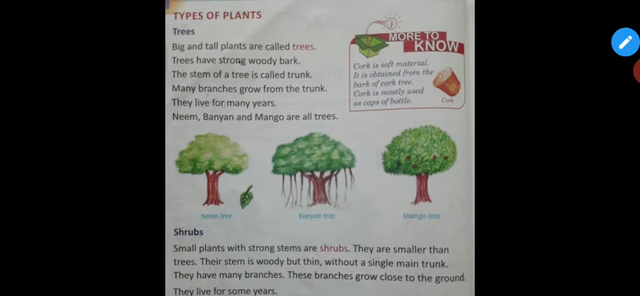 TYPES OF PLANTS
Trees
Big and tall plants are called trees.
Trees have strong woody bark.
The stem of a tree is called trunk.
Many branches grow from the trunk.
They live for many years.
Neem, Banyan and Mango are all trees.
MORE TO
KNOW
Cork is soft material.
It is obtained from the
bark of cork tree.
Cork is mostly used
as caps of bottle.
Cork
Neem tree
Banyan tree
Mango tree
Shrubs
Small plants with strong stems are shrubs. They are smaller than
trees. Their stem is woody but thin, without a single main trunk.
They have many branches. These branches grow close to the ground.
They live for some years.